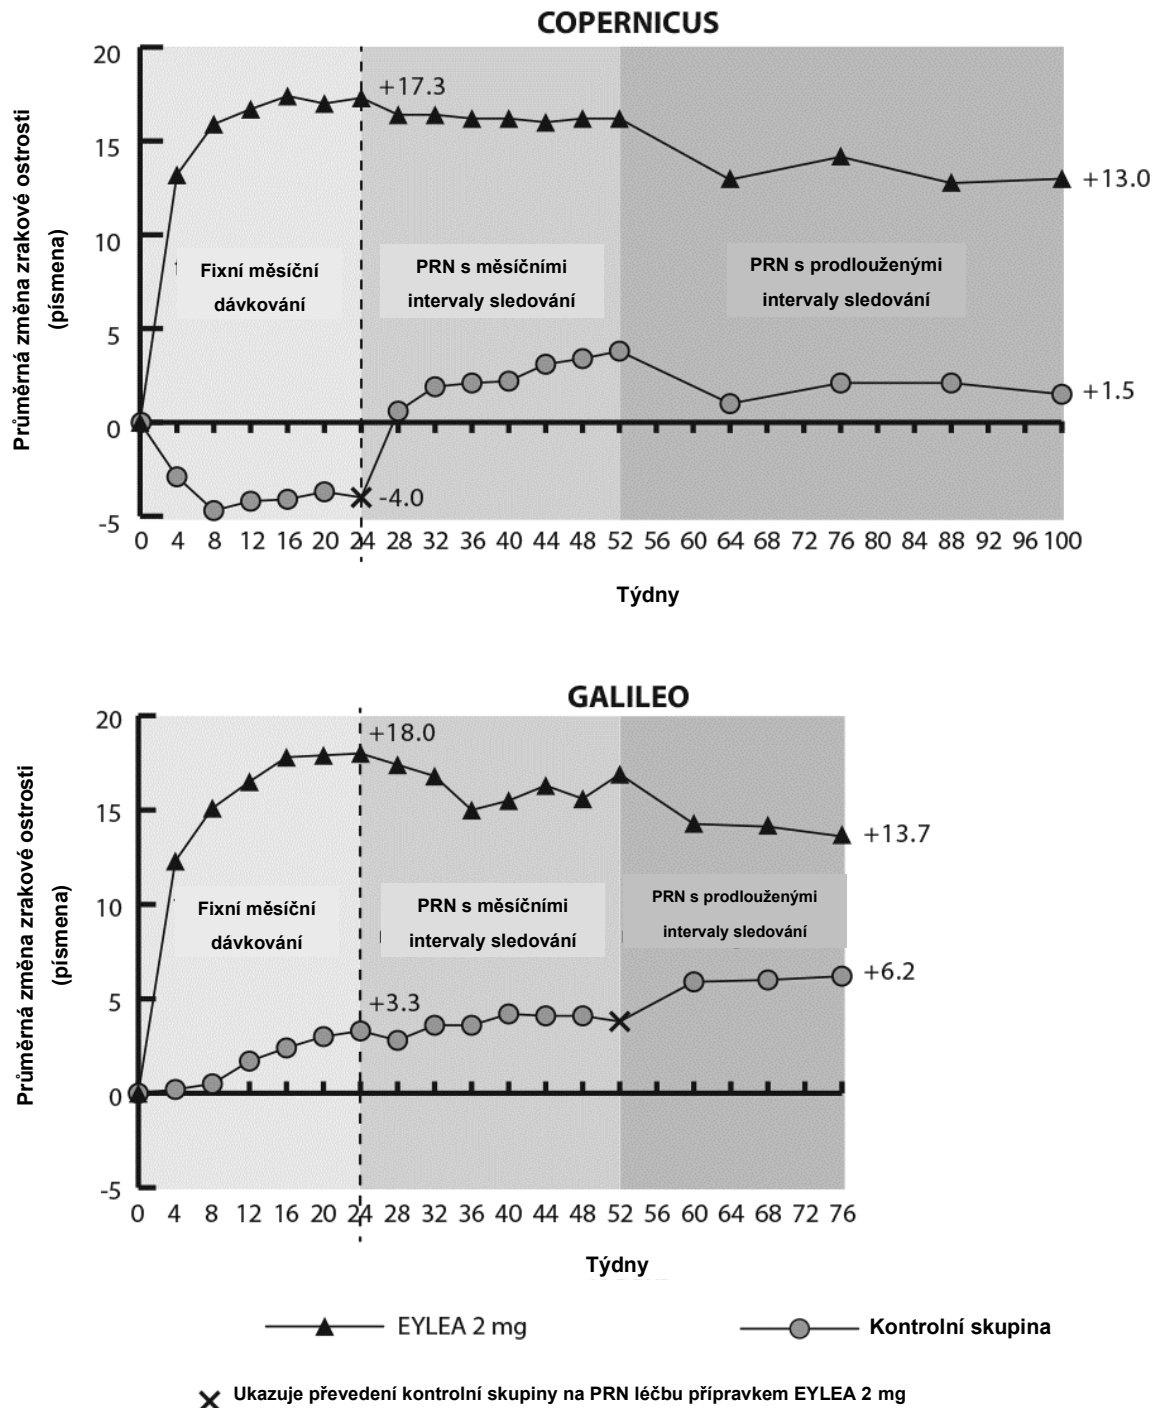 COPERNICUS
Průměrná změna zrakové ostrosti
(písmena)
20
15
10
5
0
-5
+17.3
+13.0
Fixní měsíční
dávkování
PRN s měsíčními
intervaly sledování
PRN s prodlouženými
intervaly sledování
+1.5
-4.0
0 4 8 12 16 20 24 28 32 36 40 44 48 52 56 60 64 68 72 76 80 84 88 92 96 100
Týdny
GALILEO
Průměrná změna zrakové ostrosti
(písmena)
20
15
10
5
0
-5
+18.0
+13.7
Fixní měsíční
dávkování
PRN s měsíčními
intervaly sledování
PRN s prodlouženými
intervaly sledování
+6.2
+3.3
0 4 8 12 16 20 24 28 32 36 40 44 48 52 56 60 64 68 72 76
Týdny
EYLEA 2 mg
Kontrolní skupina
Ukazuje převedení kontrolní skupiny na PRN léčbu přípravkem EYLEA 2 mg